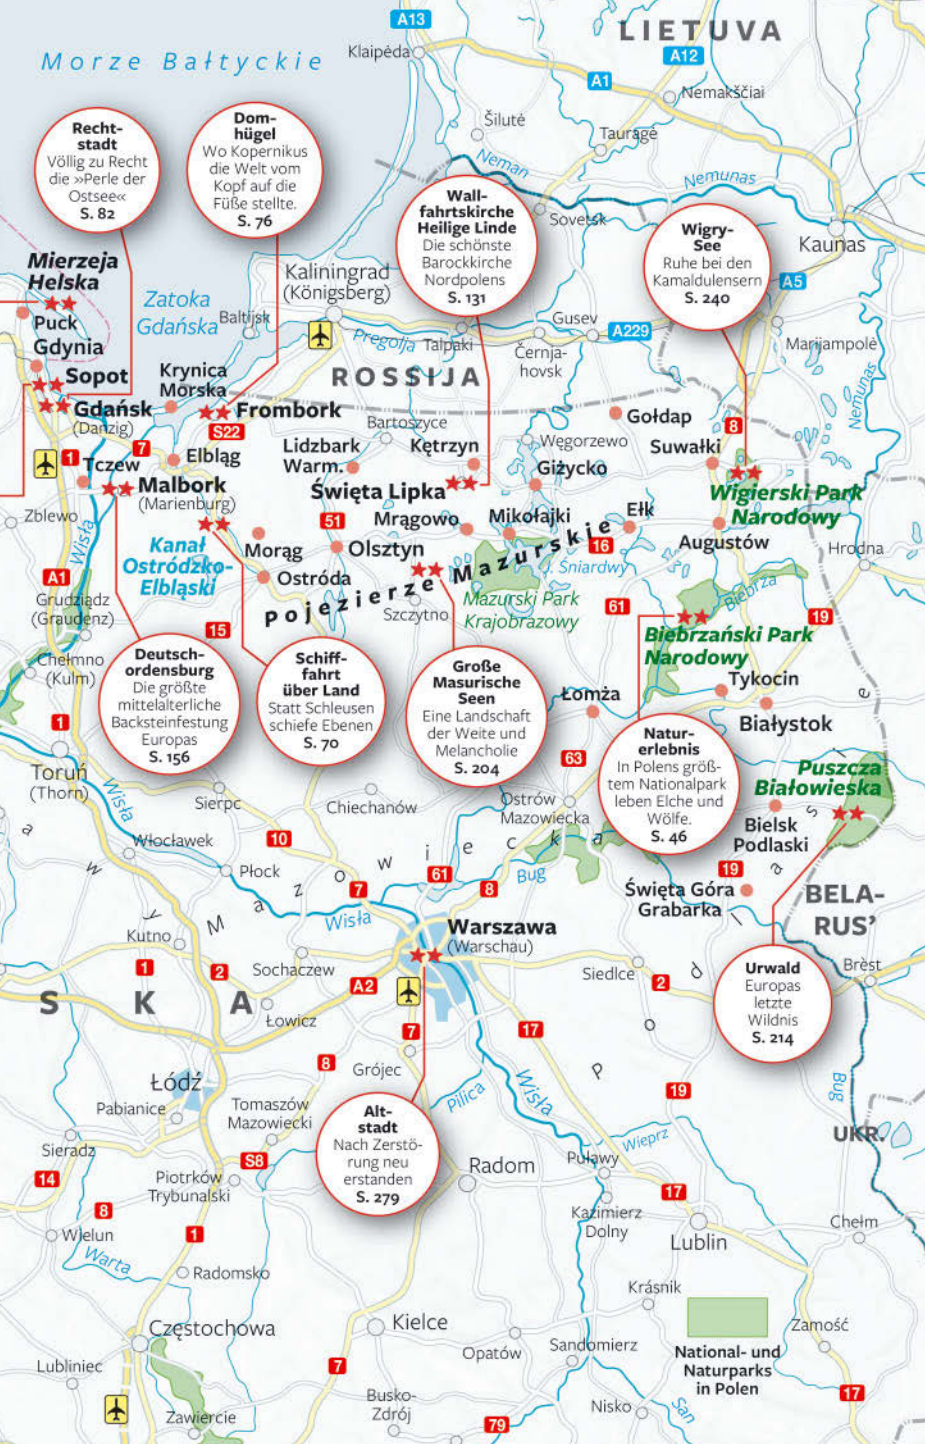 A13
LIETUVA
Morze Bałtyckie
Klaipėda
A12
A1
Nemakščiai
Recht-
stadt
Völlig zu Recht
die »Perle der
Ostsee«
S. 82
Dom-
hügel
Wo Kopernikus
die Welt vom
Kopf auf die
Füße stellte.
S. 76
Šilutė
Tauragė
Neman
Nemunas
Wall-
fahrtskirche
Heilige Linde
Die schönste
Barockkirche
Nordpolens
S. 131
Sovetsk
Wigry-
See
Ruhe bei den
Kamaldulensern
S. 240
Kaunas
A5
Mierzeja
Helska
Zatoka
Gdańska
Kaliningrad
(Königsberg)
Baltijsk
Puck
Gdynia
Pregolja
Talpaki
Gusev
A229
Černja-
hovsk
Marijampolė
Nemunas
Sopot
Krynica
Morska
ROSSIJA
Gdańsk
(Danzig)
Frombork
S22
Bartoszyce
Gołdap
8
7
1
Elbląg
Lidzbark
Warm.
Kętrzyn
Węgorzewo
Giżycko
Suwałki
Tczew
Malbork
(Marienburg)
Święta Lipka
Wigierski Park
Narodowy
Zblewo
Wisła
Kanał
Ostródzko-
Elbląski
51
Mrągowo
Mikołajki
Ełk
16
Augustów
Hrodna
Morąg
Olsztyn
Ostróda
Pojezierze Mazurskie
J. Śniardwy
A1
Grudziądz
(Graudenz)
Szczytno
Mazurski Park
Krajobrazowy
61
Biebrza
19
15
Biebrzański Park
Narodowy
Chełmno
(Kulm)
Deutsch-
ordensburg
Die größte
mittelalterliche
Backsteinfestung
Europas
S. 156
Schiff-
fahrt
über Land
Statt Schleusen
schiefe Ebenen
S. 70
Große
Masurische
Seen
Eine Landschaft
der Weite und
Melancholie
S. 204
Łomża
Tykocin
Białystok
1
Natur-
erlebnis
In Polens größ-
tem Nationalpark
leben Elche und
Wölfe.
S. 46
63
Toruń
(Thorn)
Wisła
Sierpc
Ciechanów
Ostrów
Mazowiecka
Puszcza
Białowieska
Bielsk
Podlaski
Włocławek
10
Płock
Mazowiecka
61
8
7
Bug
19
Święta Góra
Grabarka
BELA-
RUS’
Wisła
Kutno
Warszawa
(Warschau)
1
2
Sochaczew
A2
Siedlce
2
Urwald
Europas
letzte
Wildnis
S. 214
Brèst
SKA
Łowicz
7
17
8
Grójec
Podlasie
Łódź
Pabianice
Tomaszów
Mazowiecki
Pilica
Wisła
19
Bug
Alt-
stadt
Nach Zerstö-
rung neu
erstanden
S. 279
Wieprz
UKR.
Sieradz
S8
Puławy
14
Piotrków
Trybunalski
Radom
17
8
Kazimierz
Dolny
Wielun
1
Lublin
Chełm
Warta
Radomsko
Kraśnik
Częstochowa
Kielce
Zamość
Opatów
Sandomierz
National- und
Naturparks
in Polen
Lubliniec
7
17
Busko-
Zdrój
Nisko
San
Zawiercie
79